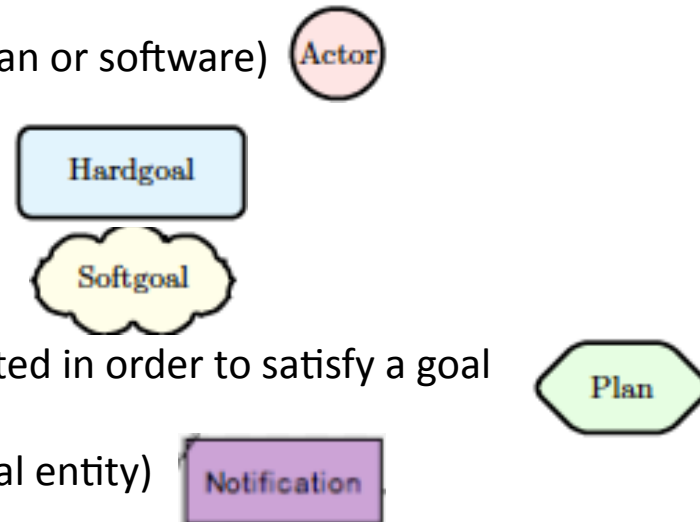 an or software) Actor
Hardgoal
Softgoal
ted in order to satisfy a goal Plan
al entity) Notification